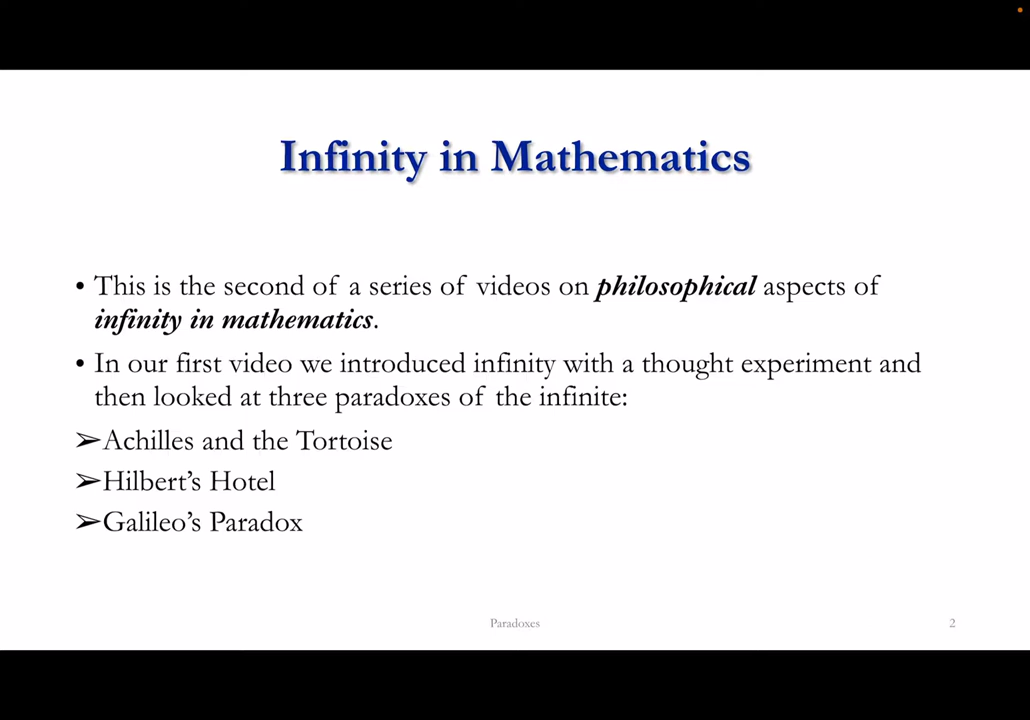 Infinity in Mathematics
• This is the second of a series of videos on philosophical aspects of
infinity in mathematics.
• In our first video we introduced infinity with a thought experiment and
then looked at three paradoxes of the infinite:
➢Achilles and the Tortoise
➢Hilbert’s Hotel
➢Galileo’s Paradox
Paradoxes 2